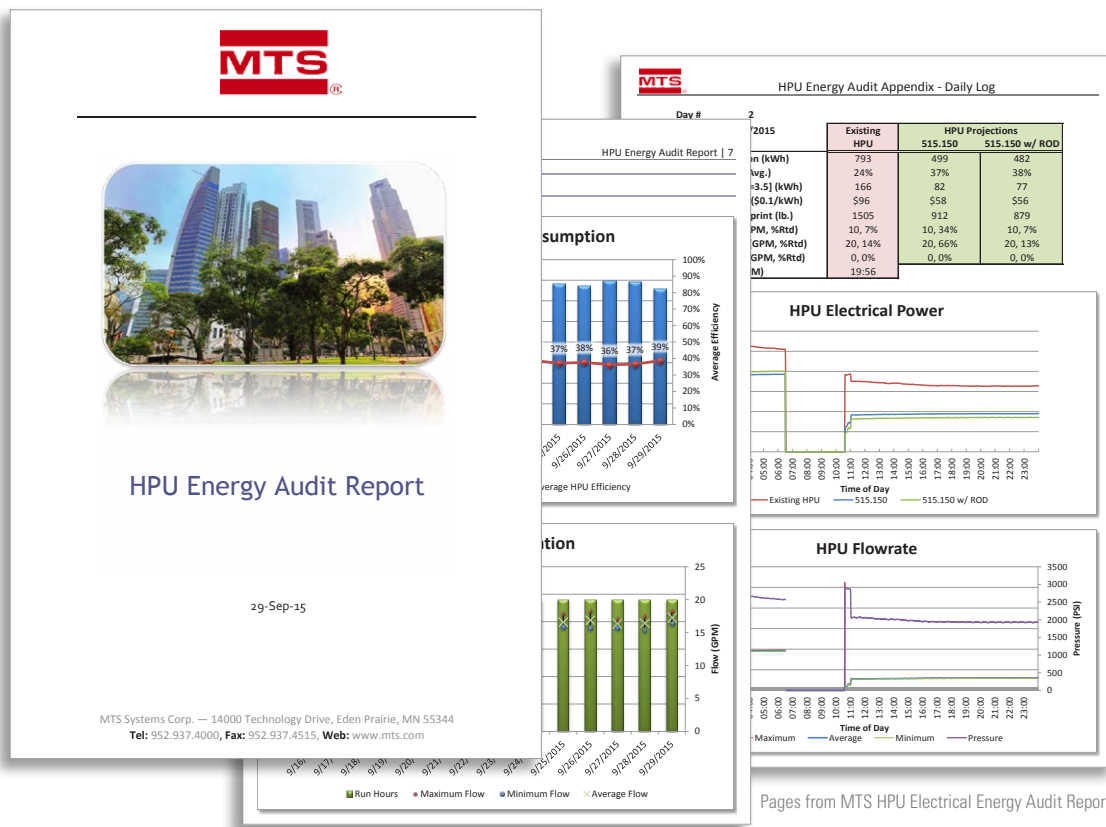 MTS
®
HPU Energy Audit Report
29-Sep-15
MTS Systems Corp. — 14000 Technology Drive, Eden Prairie, MN 55344
Tel: 952.937.4000, Fax: 952.937.4515, Web: www.mts.com
HPU Energy Audit Report | 7
100%
90%
80%
70%
60%
50%
40%
30%
20%
10%
0%
Average Efficiency
37% 38% 36% 37% 39%
9/26/2015
9/27/2015
9/28/2015
9/29/2015
HPU Efficiency
25
20
15
10
5
0
Flow (GPM)
9/25/2015
9/26/2015
9/27/2015
9/28/2015
9/29/2015
Run Hours Maximum Flow Minimum Flow Average Flow
MTS
HPU Energy Audit Appendix - Daily Log
Day # 2
/2015 Existing HPU Projections
HPU 515.150 515.150 w/ ROD
(kWh) 793 499 482
24% 37% 38%
=3.5] (kWh) 166 82 77
($0.1/kWh) $96 $58 $56
(lb.) 1505 912 879
%Rtd) 10, 7% 10, 34% 10, 7%
(GPM, %Rtd) 20, 14% 20, 66% 20, 13%
GPM, %Rtd) 0, 0% 0, 0% 0, 0%
19:56
HPU Electrical Power
05:00 06:00 07:00 08:00 09:00 10:00 11:00 12:00 13:00 14:00 15:00 16:00 17:00 18:00 19:00 20:00 21:00 22:00 23:00
Time of Day
Existing HPU 515.150 515.150 w/ ROD
HPU Flowrate
3500
3000
2500
2000
1500
1000
500
0
Pressure (PSI)
05:00 06:00 07:00 08:00 09:00 10:00 11:00 12:00 13:00 14:00 15:00 16:00 17:00 18:00 19:00 20:00 21:00 22:00 23:00
Time of Day
Maximum Average Minimum Pressure
Pages from MTS HPU Electrical Energy Audit Repor